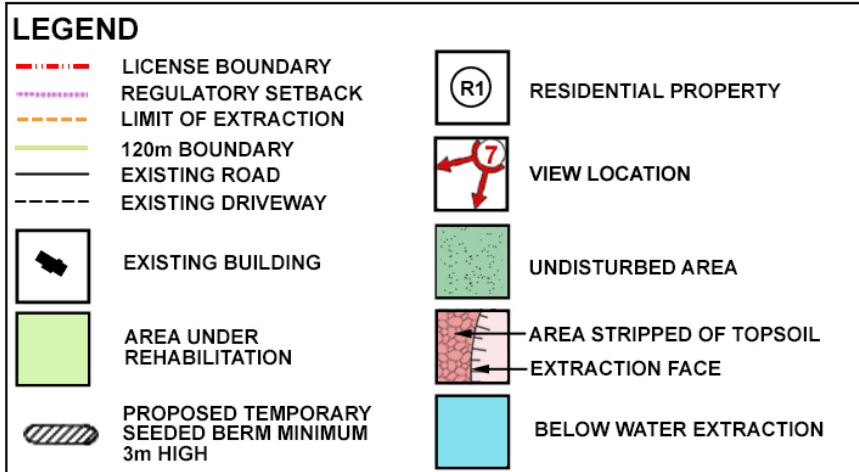 LEGEND
LICENSE BOUNDARY
REGULATORY SETBACK
LIMIT OF EXTRACTION
120m BOUNDARY
EXISTING ROAD
EXISTING DRIVEWAY
EXISTING BUILDING
AREA UNDER
REHABILITATION
PROPOSED TEMPORARY
SEEDED BERM MINIMUM
3m HIGH
R1
RESIDENTIAL PROPERTY
7
VIEW LOCATION
UNDISTURBED AREA
AREA STRIPPED OF TOPSOIL
EXTRACTION FACE
BELOW WATER EXTRACTION